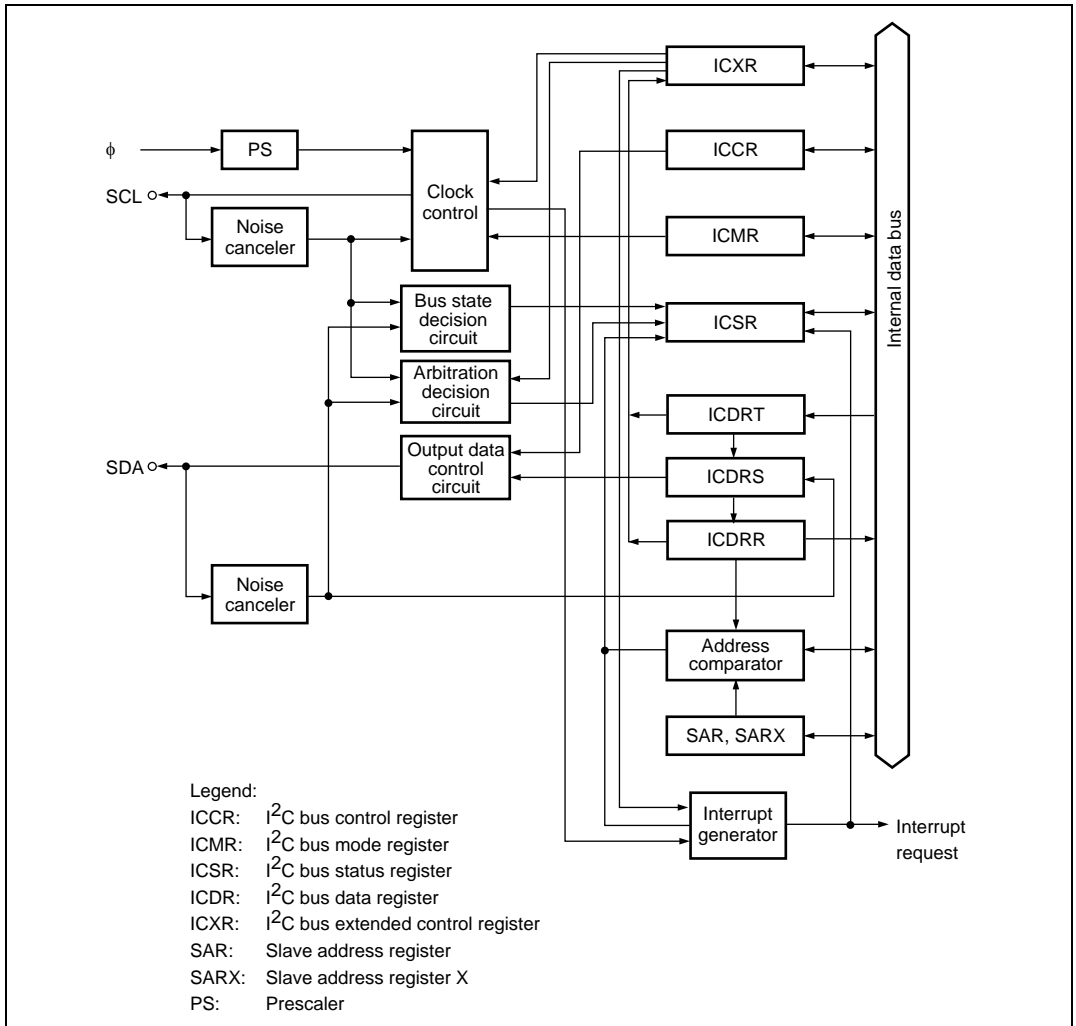 ICXR
ICCR
ICMR
ICSR
ICDRT
ICDRS
ICDRR
Address
comparator
SAR, SARX
Internal data bus
ϕ
PS
SCL
Noise
canceler
Clock
control
Bus state
decision
circuit
Arbitration
decision
circuit
Output data
control
circuit
SDA
Noise
canceler
Interrupt
generator
Interrupt
request
Legend:
ICCR: I²C bus control register
ICMR: I²C bus mode register
ICSR: I²C bus status register
ICDR: I²C bus data register
ICXR: I²C bus extended control register
SAR: Slave address register
SARX: Slave address register X
PS: Prescaler